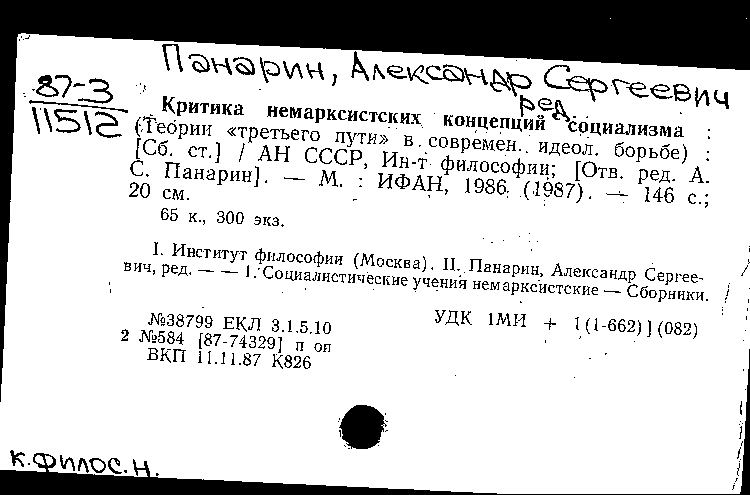 Панарин, Александр Сергеевич
ред.
87-3
11512
Критика немарксистских концепций социализма :
(Теории «третьего пути» в современ. идеол. борьбе) :
[Сб. ст.] / АН СССР, Ин-т философии; [Отв. ред. А.
С. Панарин]. — М. : ИФАН, 1986 (1987). — 146 с.;
20 см.
65 к., 300 экз.
I. Институт философии (Москва). II. Панарин, Александр Сергее-
вич, ред. — — 1. Социалистические учения немарксистские — Сборники.
УДК 1МИ + 1(1-662)](082)
№38799 ЕКЛ 3.1.5.10
2 №584 [87-74329] п оп
ВКП 11.11.87 К826
к.филос.н.